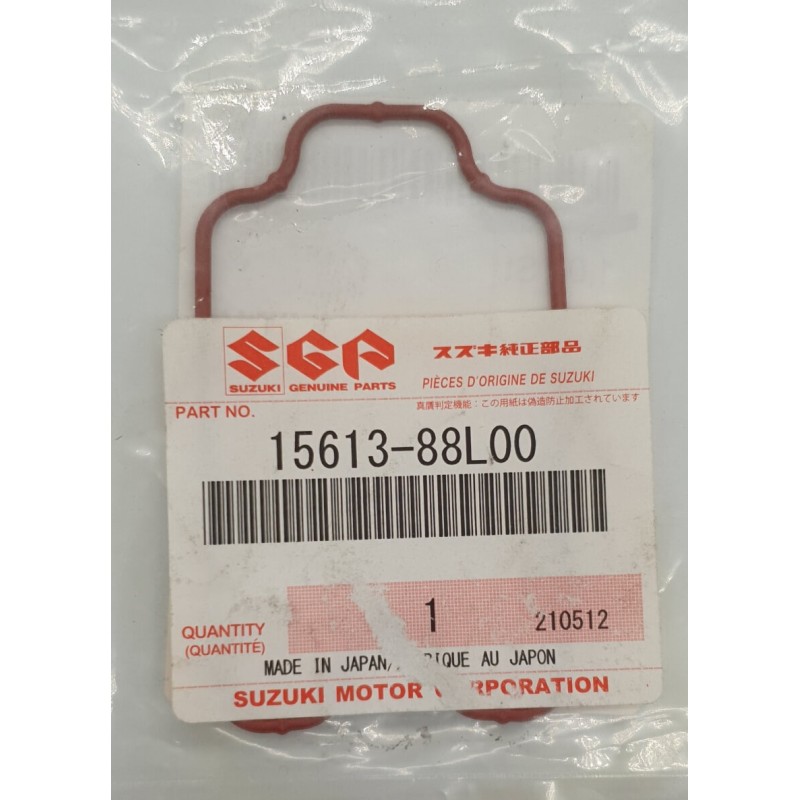 SGP
SUZUKI GENUINE PARTS
スズキ純正部品
PIÈCES D'ORIGINE DE SUZUKI
真贋判定機能：この用紙は偽造防止加工されています
PART NO.
15613-88L00
QUANTITY
(QUANTITÉ)
1
210512
MADE IN JAPAN/ RIQUE AU JAPON
SUZUKI MOTOR C RPORATION